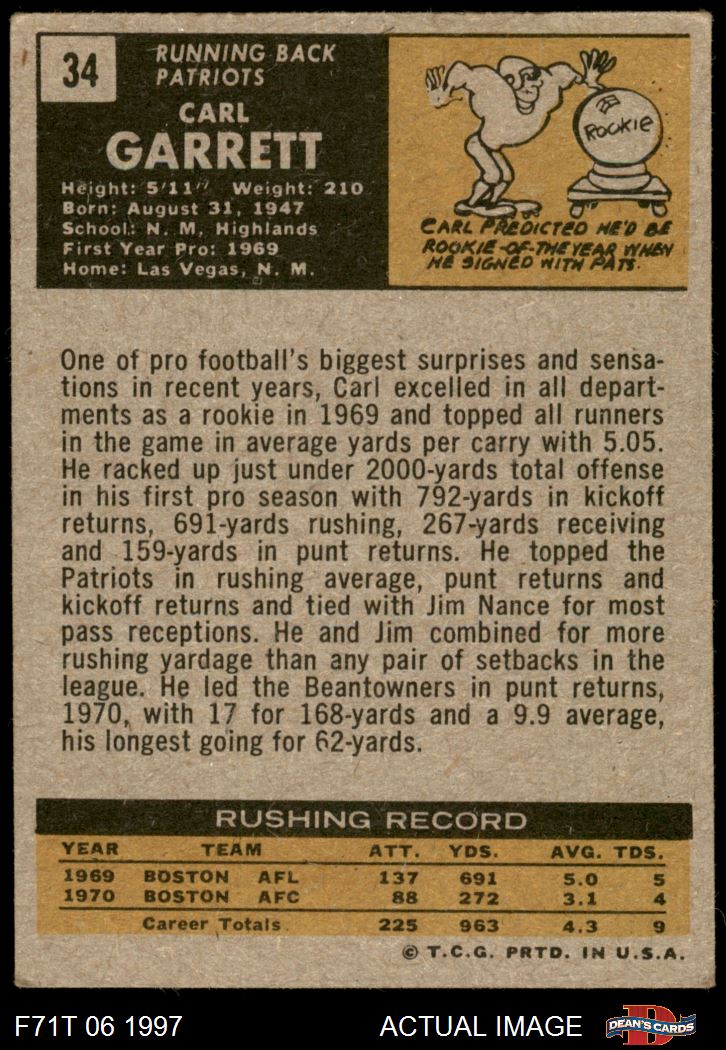 34
RUNNING BACK
PATRIOTS
CARL
GARRETT
Height: 5'11" Weight: 210
Born: August 31, 1947
School: N. M. Highlands
First Year Pro: 1969
Home: Las Vegas, N. M.
ROOKIE
CARL PREDICTED HE'D BE
ROOKIE-OF-THE-YEAR WHEN
HE SIGNED WITH PATS.
One of pro football's biggest surprises and sensa-
tions in recent years, Carl excelled in all depart-
ments as a rookie in 1969 and topped all runners
in the game in average yards per carry with 5.05.
He racked up just under 2000-yards total offense
in his first pro season with 792-yards in kickoff
returns, 691-yards rushing, 267-yards receiving
and 159-yards in punt returns. He topped the
Patriots in rushing average, punt returns and
kickoff returns and tied with Jim Nance for most
pass receptions. He and Jim combined for more
rushing yardage than any pair of setbacks in the
league. He led the Beantowners in punt returns,
1970, with 17 for 168-yards and a 9.9 average,
his longest going for 62-yards.
RUSHING RECORD
YEAR TEAM ATT. YDS. AVG. TDS.
1969 BOSTON AFL 137 691 5.0 5
1970 BOSTON AFC 88 272 3.1 4
Career Totals 225 963 4.3 9
© T.C.G. PRTD. IN U.S.A.
F71T 06 1997 ACTUAL IMAGE D DEAN'S CARDS